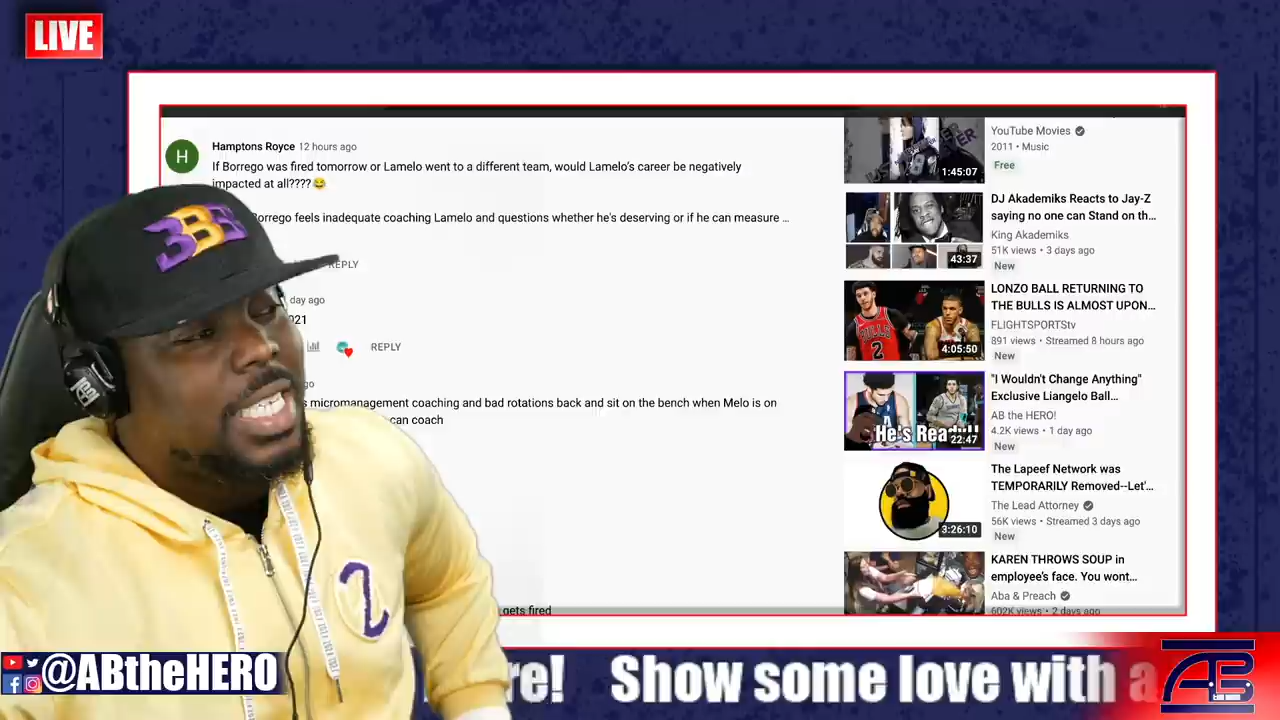 LIVE
Hamptons Royce 12 hours ago
If Borrego was fired tomorrow or Lamelo went to a different team, would Lamelo's career be negatively
impacted at all????😂
Borrego feels inadequate coaching Lamelo and questions whether he's deserving or if he can measure ...
REPLY
day ago
REPLY
micromanagement coaching and bad rotations back and sit on the bench when Melo is on
can coach
gets fired
H
3BB
2
YouTube Movies
2011 • Music
Free
1:45:07
DJ Akademiks Reacts to Jay-Z
saying no one can Stand on th...
King Akademiks
51K views • 3 days ago
New
43:37
LONZO BALL RETURNING TO
THE BULLS IS ALMOST UPON...
FLIGHTSPORTStv
891 views • Streamed 8 hours ago
New
BULLS
2
4:05:50
"I Wouldn't Change Anything"
Exclusive Liangelo Ball...
AB the HERO!
4.2K views • 1 day ago
New
He's Read
22:47
The Lapeef Network was
TEMPORARILY Removed--Let'...
The Lead Attorney
56K views • Streamed 3 days ago
New
3:26:10
KAREN THROWS SOUP in
employee's face. You wont...
Aba & Preach
602K views • 2 days ago
@ABtheHERO
re! Show some love with a
AB